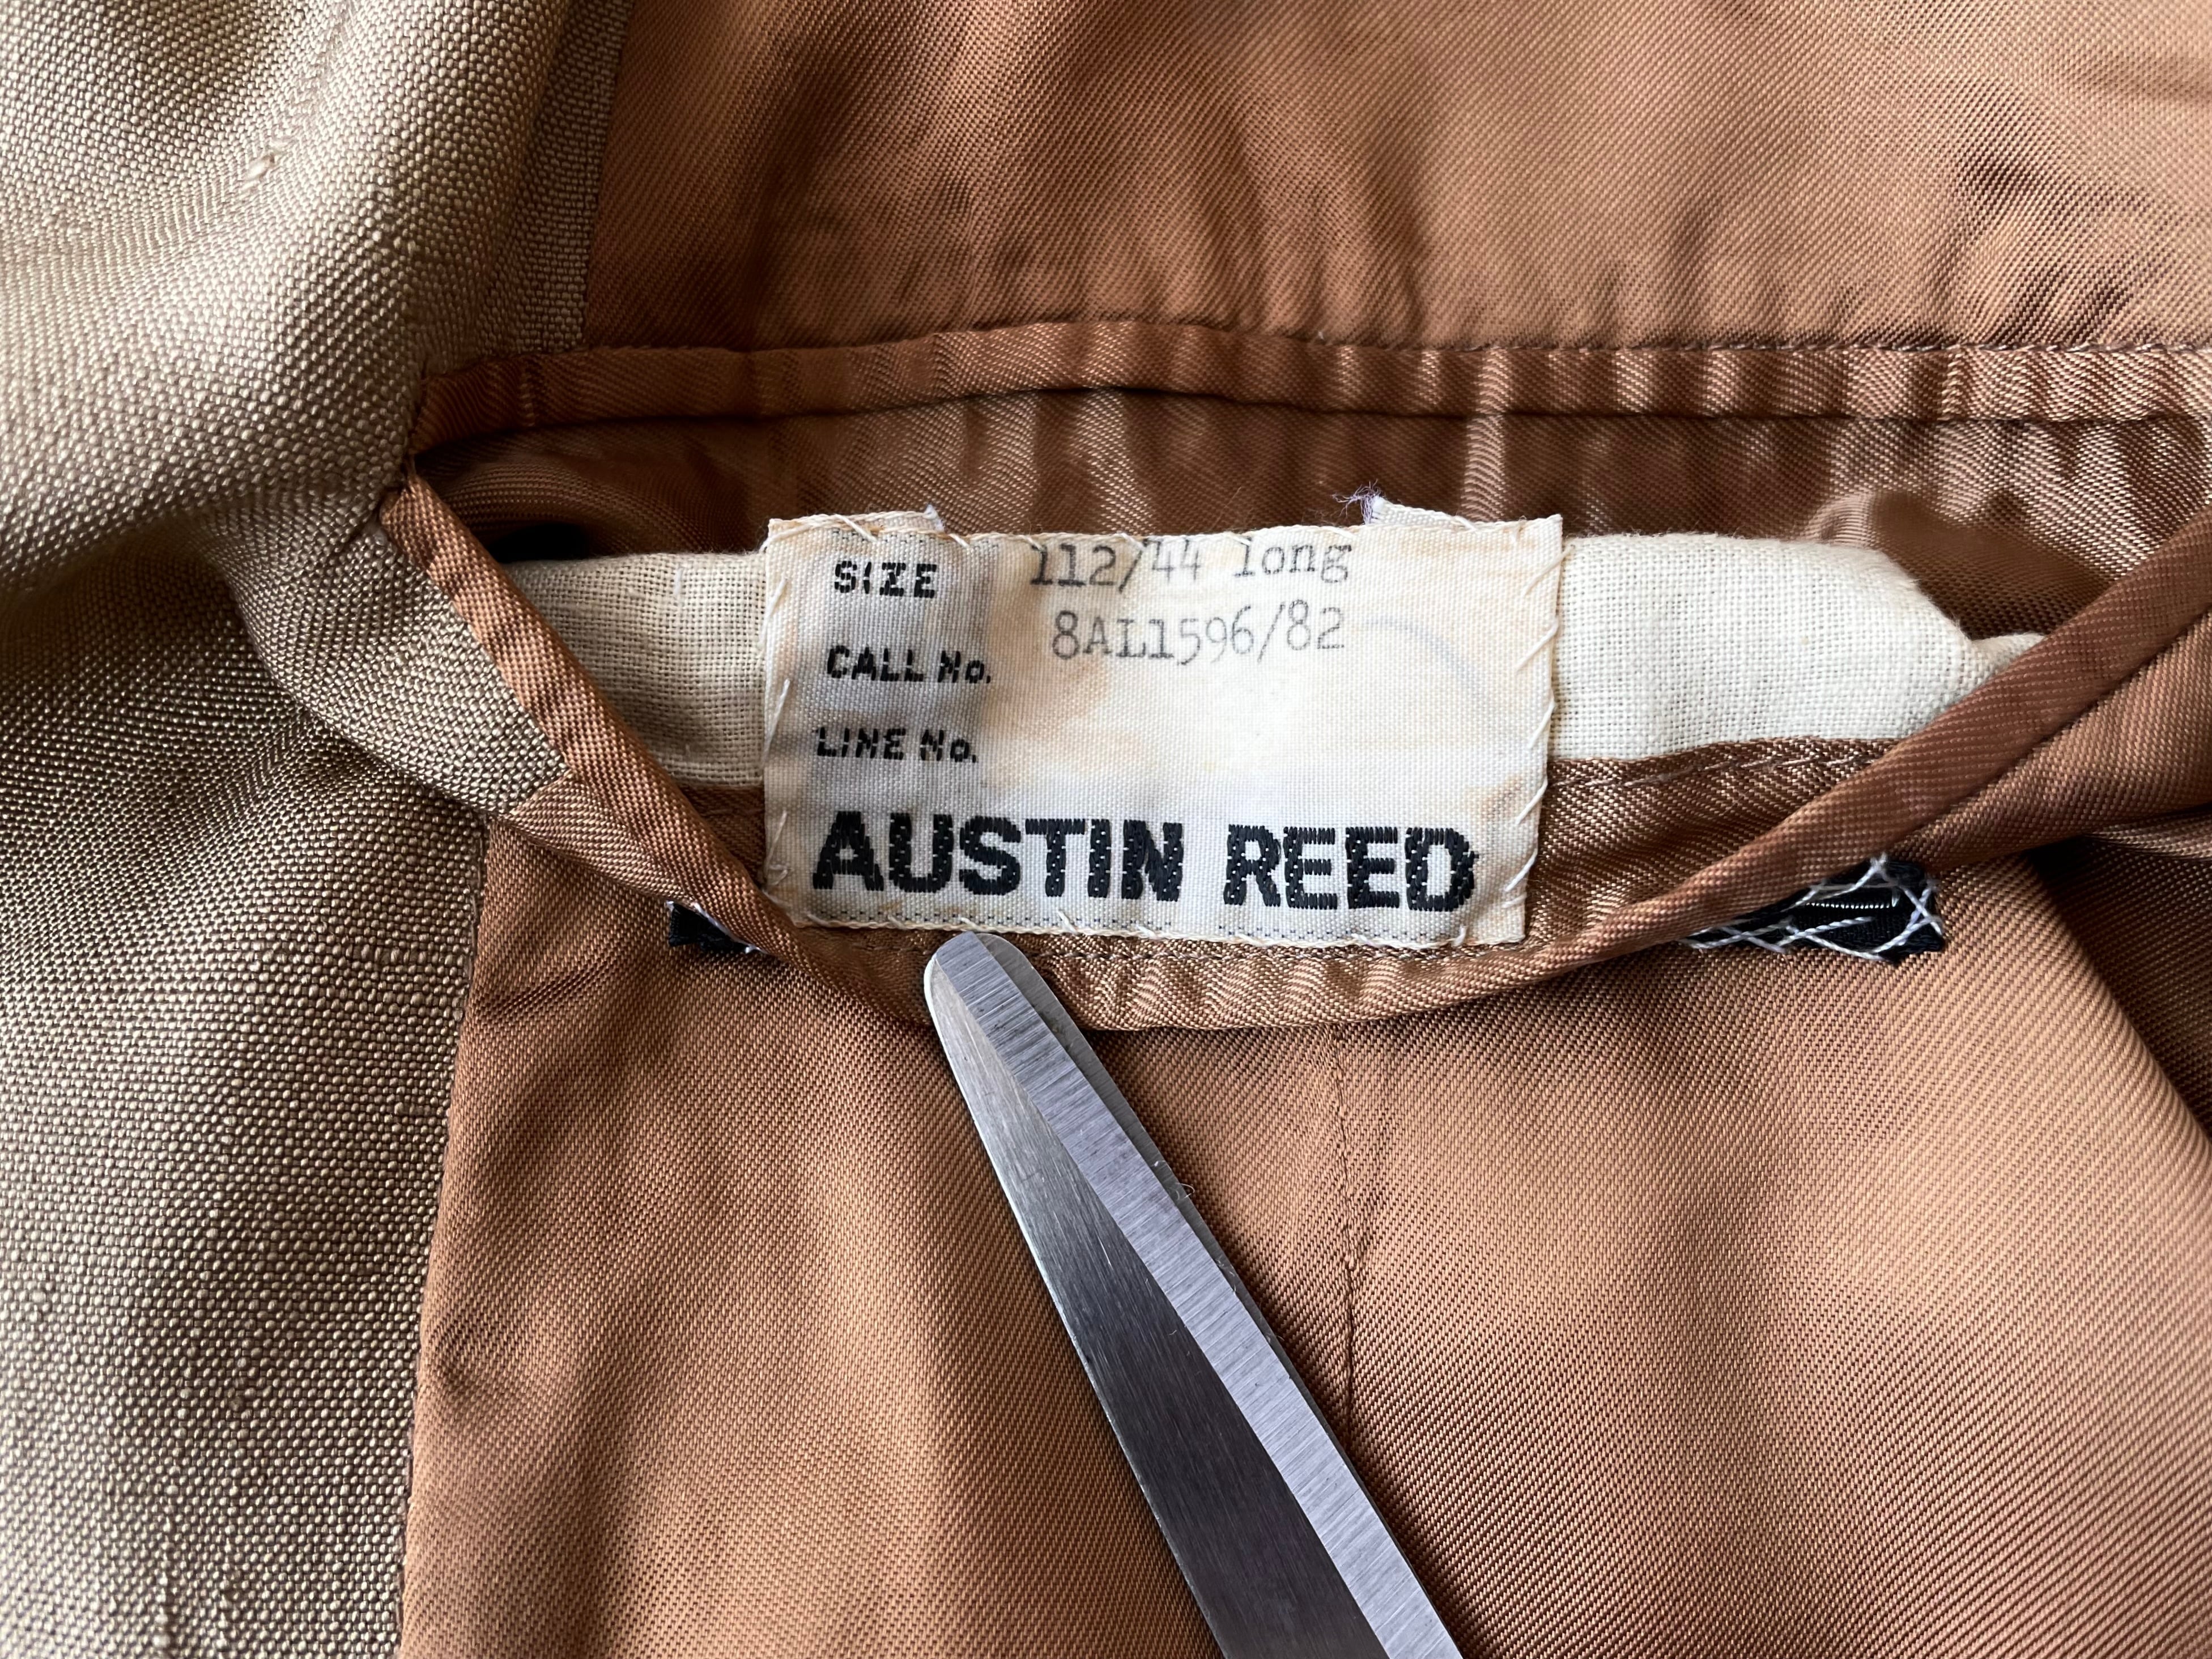 SIZE 112/44 long
8AL1596/82
CALL No.
LINE No.
AUSTIN REED